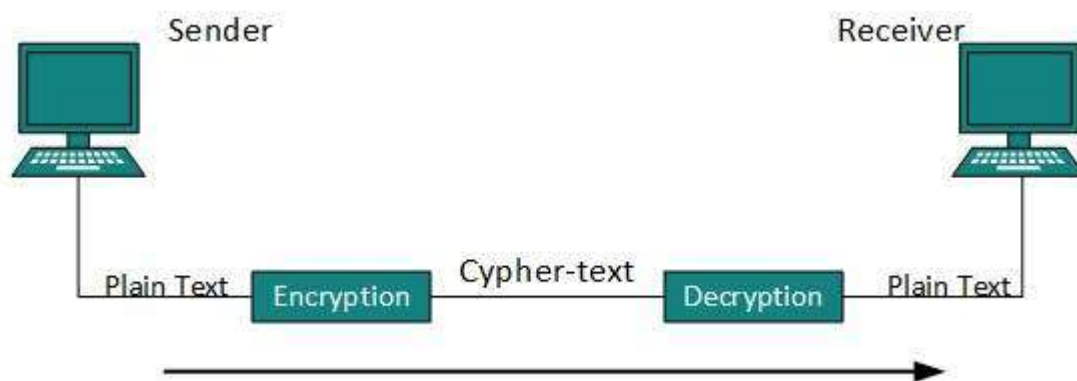 Sender
Receiver
Plain Text
Encryption
Cypher-text
Decryption
Plain Text